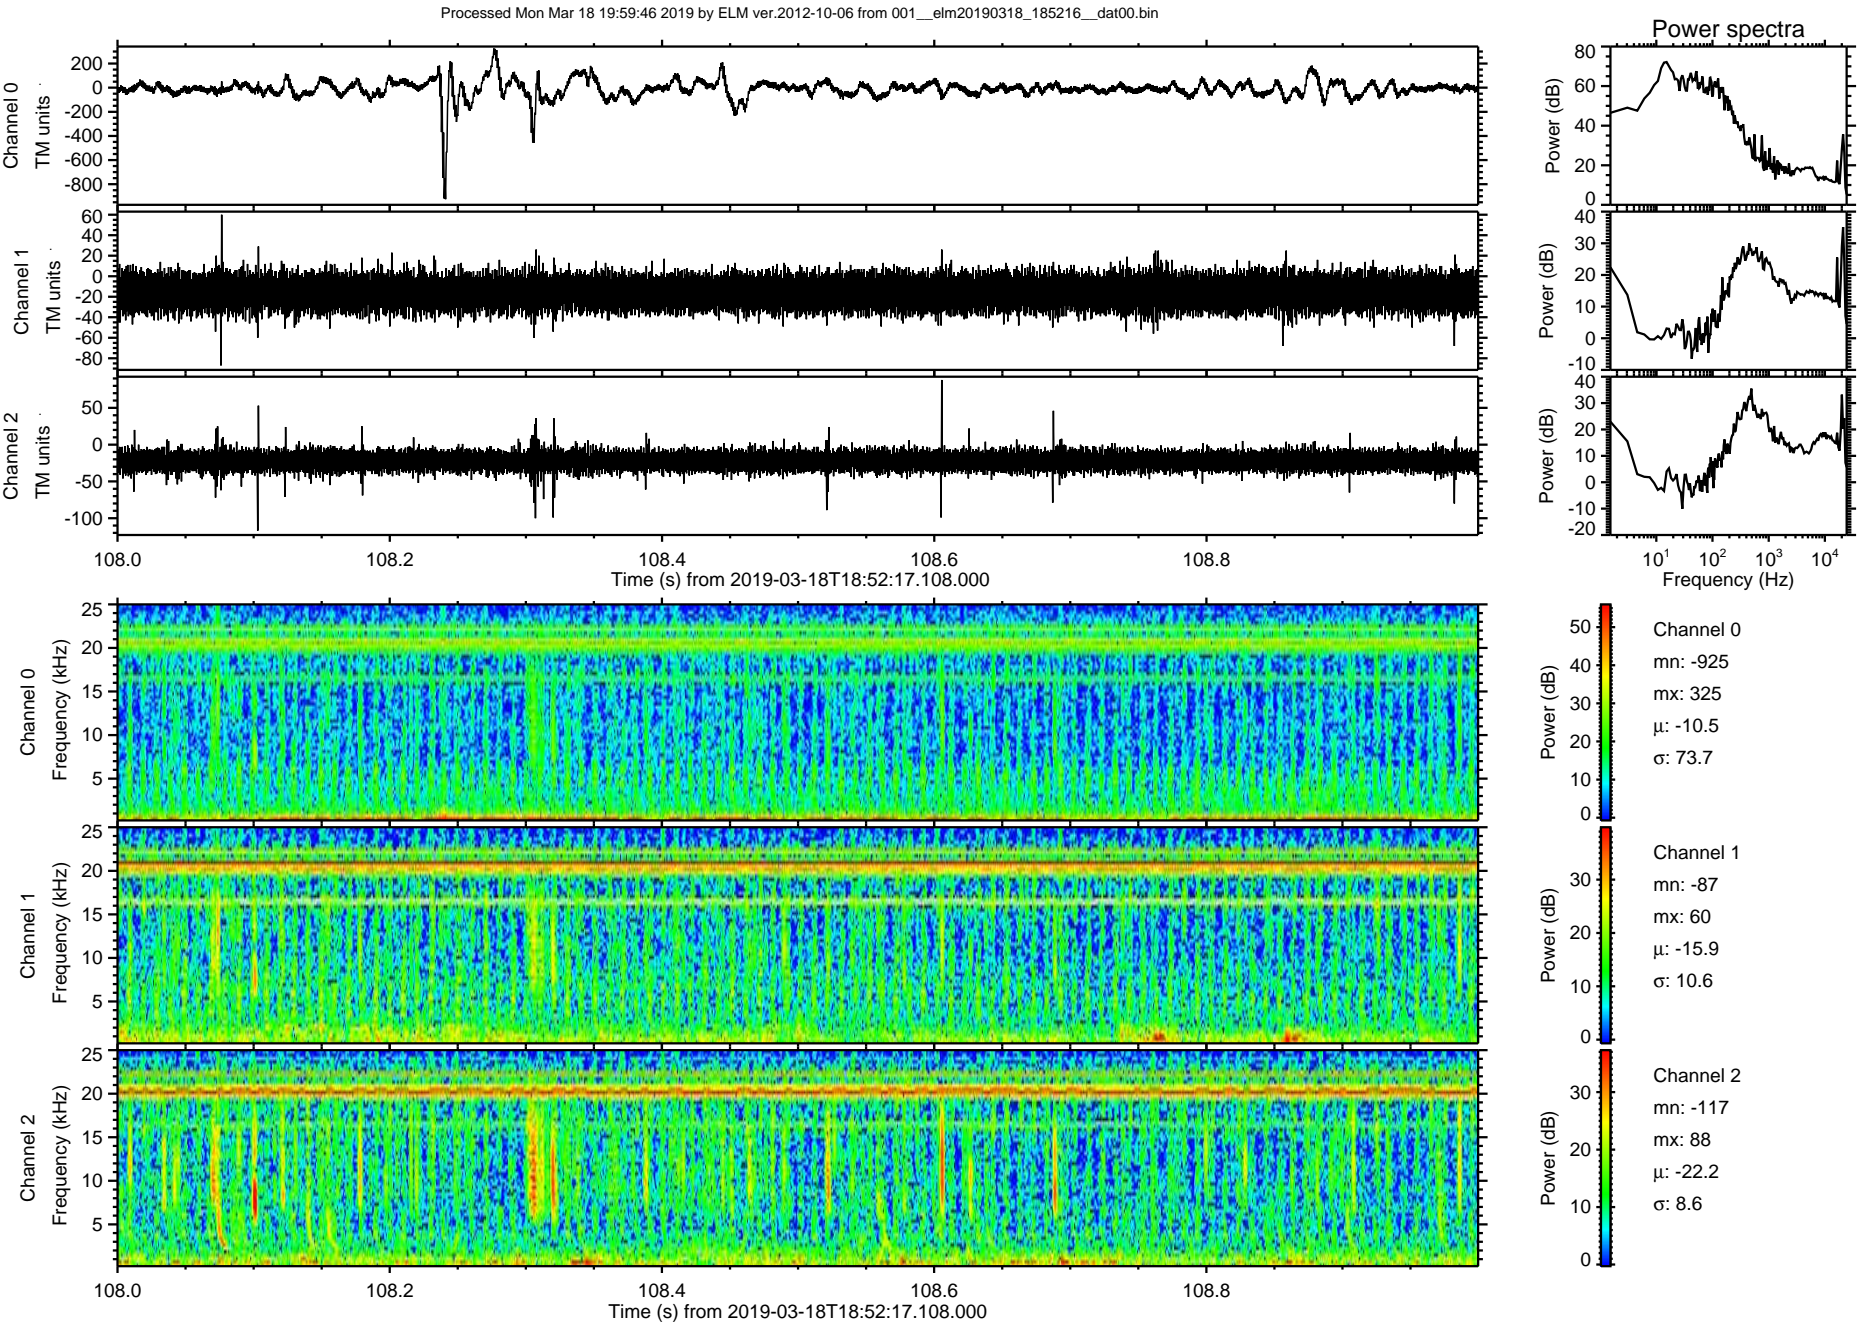 Processed Mon Mar 18 19:59:46 2019 by ELM ver.2012-10-06 from 001__elm20190318_185216__dat00.bin
Power spectra
Channel 0
TM units
200
0
-200
-400
-600
-800
Power (dB)
80
60
40
20
0
Channel 1
TM units
60
40
20
0
-20
-40
-60
-80
Power (dB)
40
30
20
10
0
-10
Channel 2
TM units
50
0
-50
-100
Power (dB)
40
30
20
10
0
-10
-20
108.0 108.2 108.4 108.6 108.8
Time (s) from 2019-03-18T18:52:17.108.000
10¹ 10² 10³ 10⁴
Frequency (Hz)
Channel 0
Frequency (kHz)
25
20
15
10
5
Power (dB)
50
40
30
20
10
0
Channel 0
mn: -925
mx: 325
μ: -10.5
σ: 73.7
Channel 1
Frequency (kHz)
25
20
15
10
5
Power (dB)
30
20
10
0
Channel 1
mn: -87
mx: 60
μ: -15.9
σ: 10.6
Channel 2
Frequency (kHz)
25
20
15
10
5
Power (dB)
30
20
10
0
Channel 2
mn: -117
mx: 88
μ: -22.2
σ: 8.6
108.0 108.2 108.4 108.6 108.8
Time (s) from 2019-03-18T18:52:17.108.000